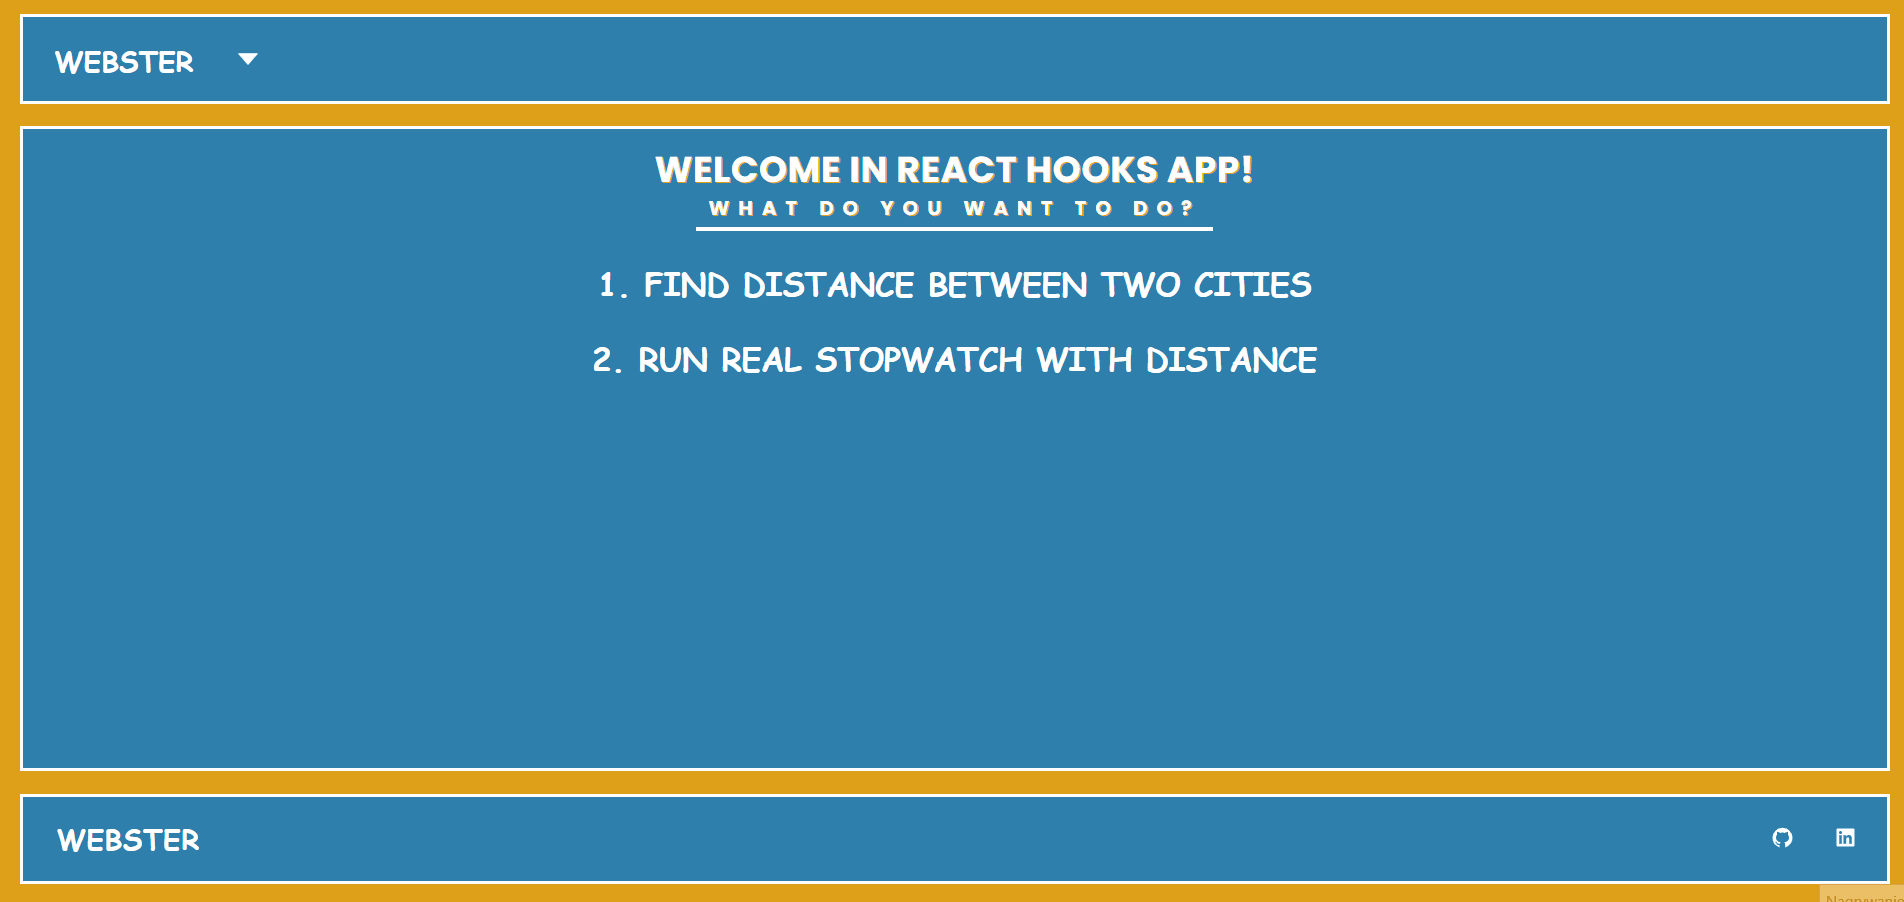 WEBSTER
WELCOME IN REACT HOOKS APP!
WHAT DO YOU WANT TO DO?
1. FIND DISTANCE BETWEEN TWO CITIES
2. RUN REAL STOPWATCH WITH DISTANCE
WEBSTER
in